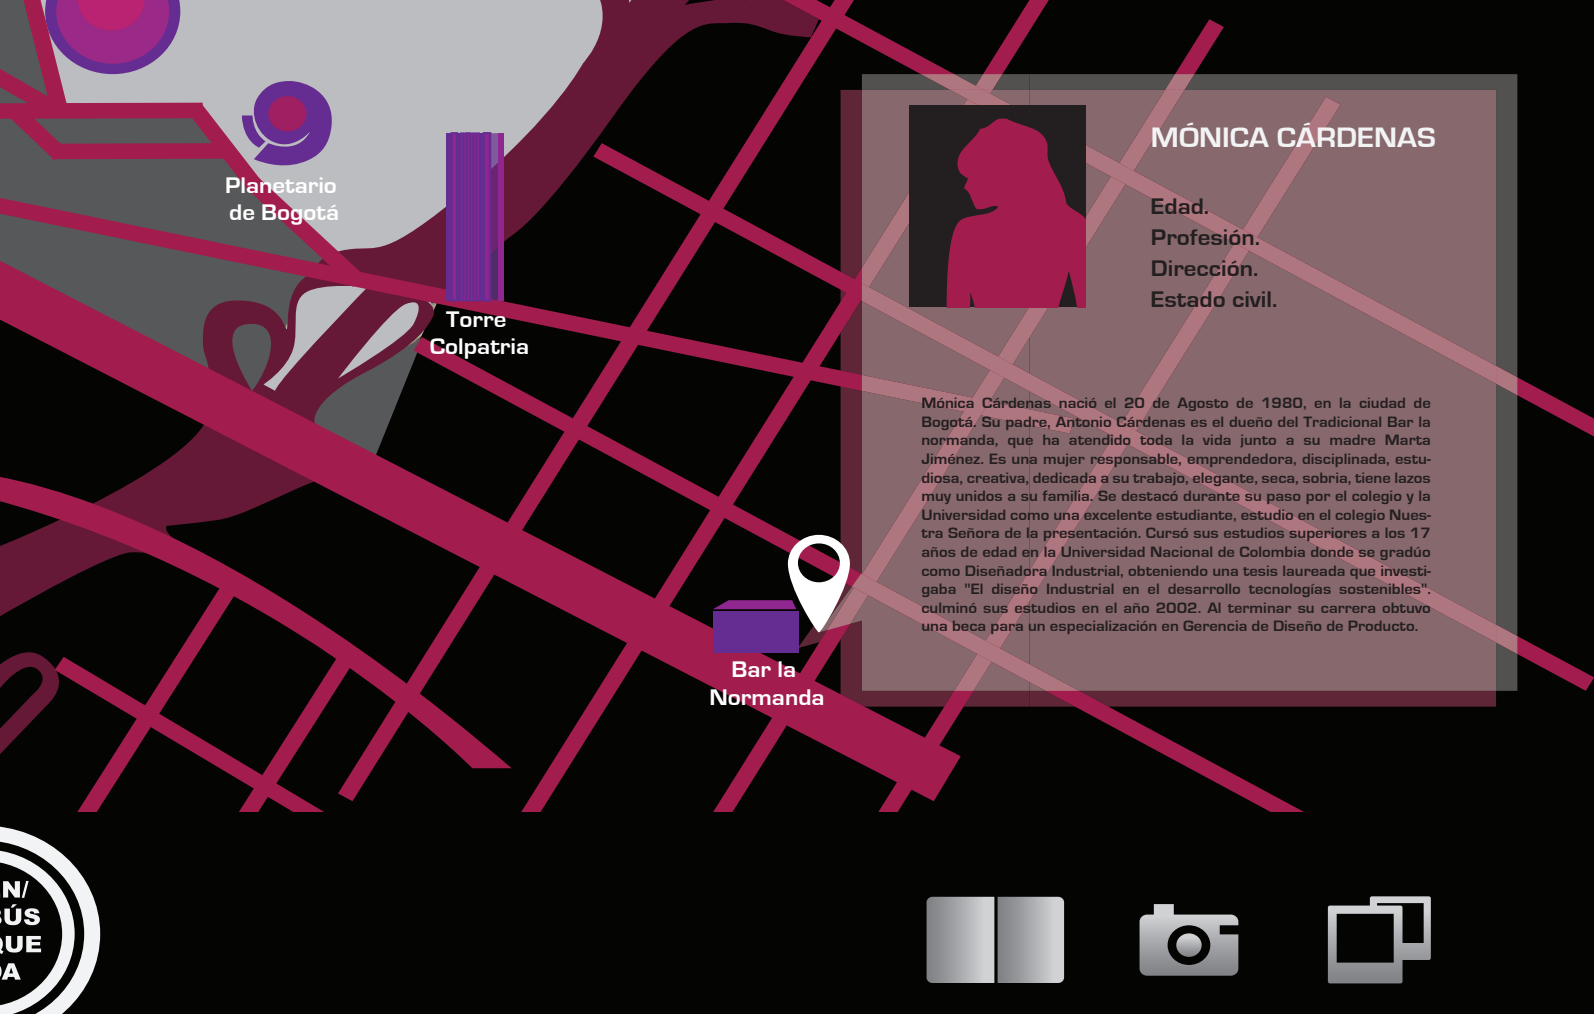 Planetario
de Bogotá
Torre
Colpatria
Bar la
Normanda
MÓNICA CÁRDENAS
Edad.
Profesión.
Dirección.
Estado civil.
Mónica Cárdenas nació el 20 de Agosto de 1980, en la ciudad de
Bogotá. Su padre, Antonio Cárdenas es el dueño del Tradicional Bar la
normanda, que ha atendido toda la vida junto a su madre Marta
Jiménez. Es una mujer responsable, emprendedora, disciplinada, estu-
diosa, creativa, dedicada a su trabajo, elegante, seca, sobria, tiene lazos
muy unidos a su familia. Se destacó durante su paso por el colegio y la
Universidad como una excelente estudiante, estudio en el colegio Nues-
tra Señora de la presentación. Cursó sus estudios superiores a los 17
años de edad en la Universidad Nacional de Colombia donde se gradúo
como Diseñadora Industrial, obteniendo una tesis laureada que investi-
gaba "El diseño Industrial en el desarrollo tecnologías sostenibles".
culminó sus estudios en el año 2002. Al terminar su carrera obtuvo
una beca para un especialización en Gerencia de Diseño de Producto.
N/
SÚS
QUE
DA